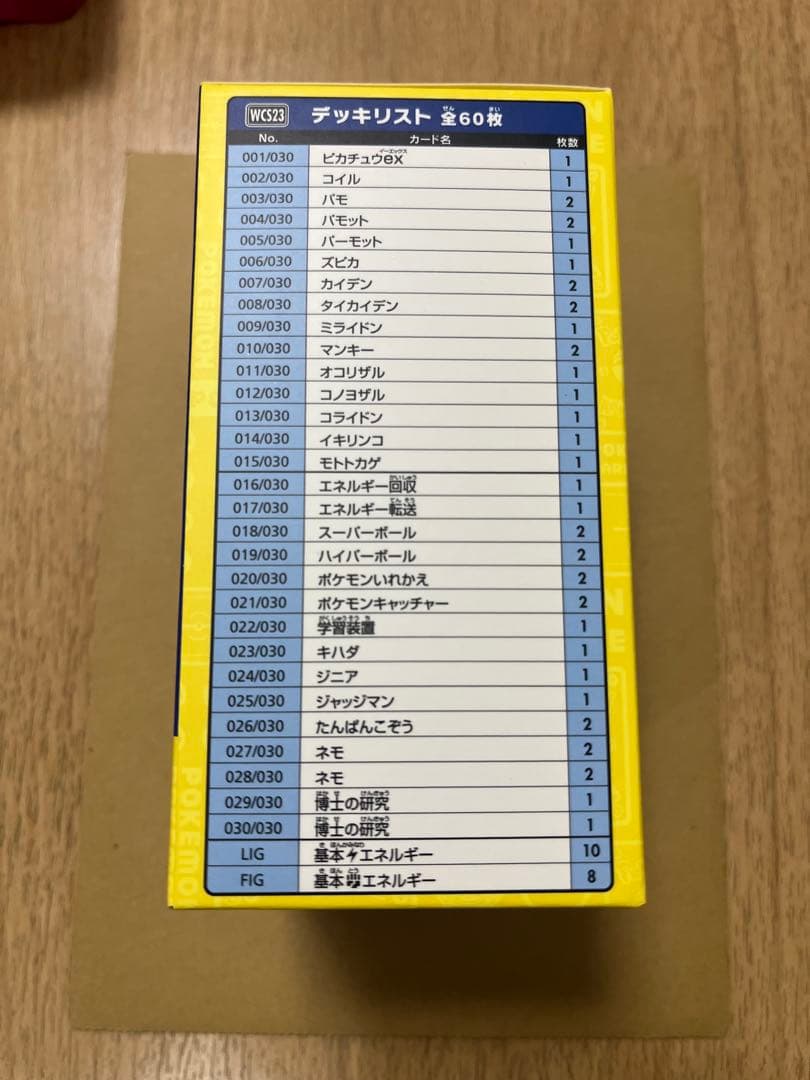 WCS23 デッキリスト 全60枚
No. カード名 枚数
001/030 ピカチュウex 1
002/030 コイル 1
003/030 パモ 2
004/030 パモット 2
005/030 パーモット 1
006/030 ズピカ 1
007/030 カイデン 2
008/030 タイカイデン 2
009/030 ミライドン 1
010/030 マンキー 2
011/030 オコリザル 1
012/030 コノヨザル 1
013/030 コライドン 1
014/030 イキリンコ 1
015/030 モトトカゲ 1
016/030 エネルギー回収 1
017/030 エネルギー転送 1
018/030 スーパーボール 2
019/030 ハイパーボール 2
020/030 ポケモンいれかえ 2
021/030 ポケモンキャッチャー 2
022/030 学習装置 1
023/030 キハダ 1
024/030 ジニア 1
025/030 ジャッジマン 1
026/030 たんぱんこぞう 2
027/030 ネモ 2
028/030 ネモ 2
029/030 博士の研究 1
030/030 博士の研究 1
LIG 基本エネルギー 10
FIG 基本エネルギー 8
POKEMON
POKEMON